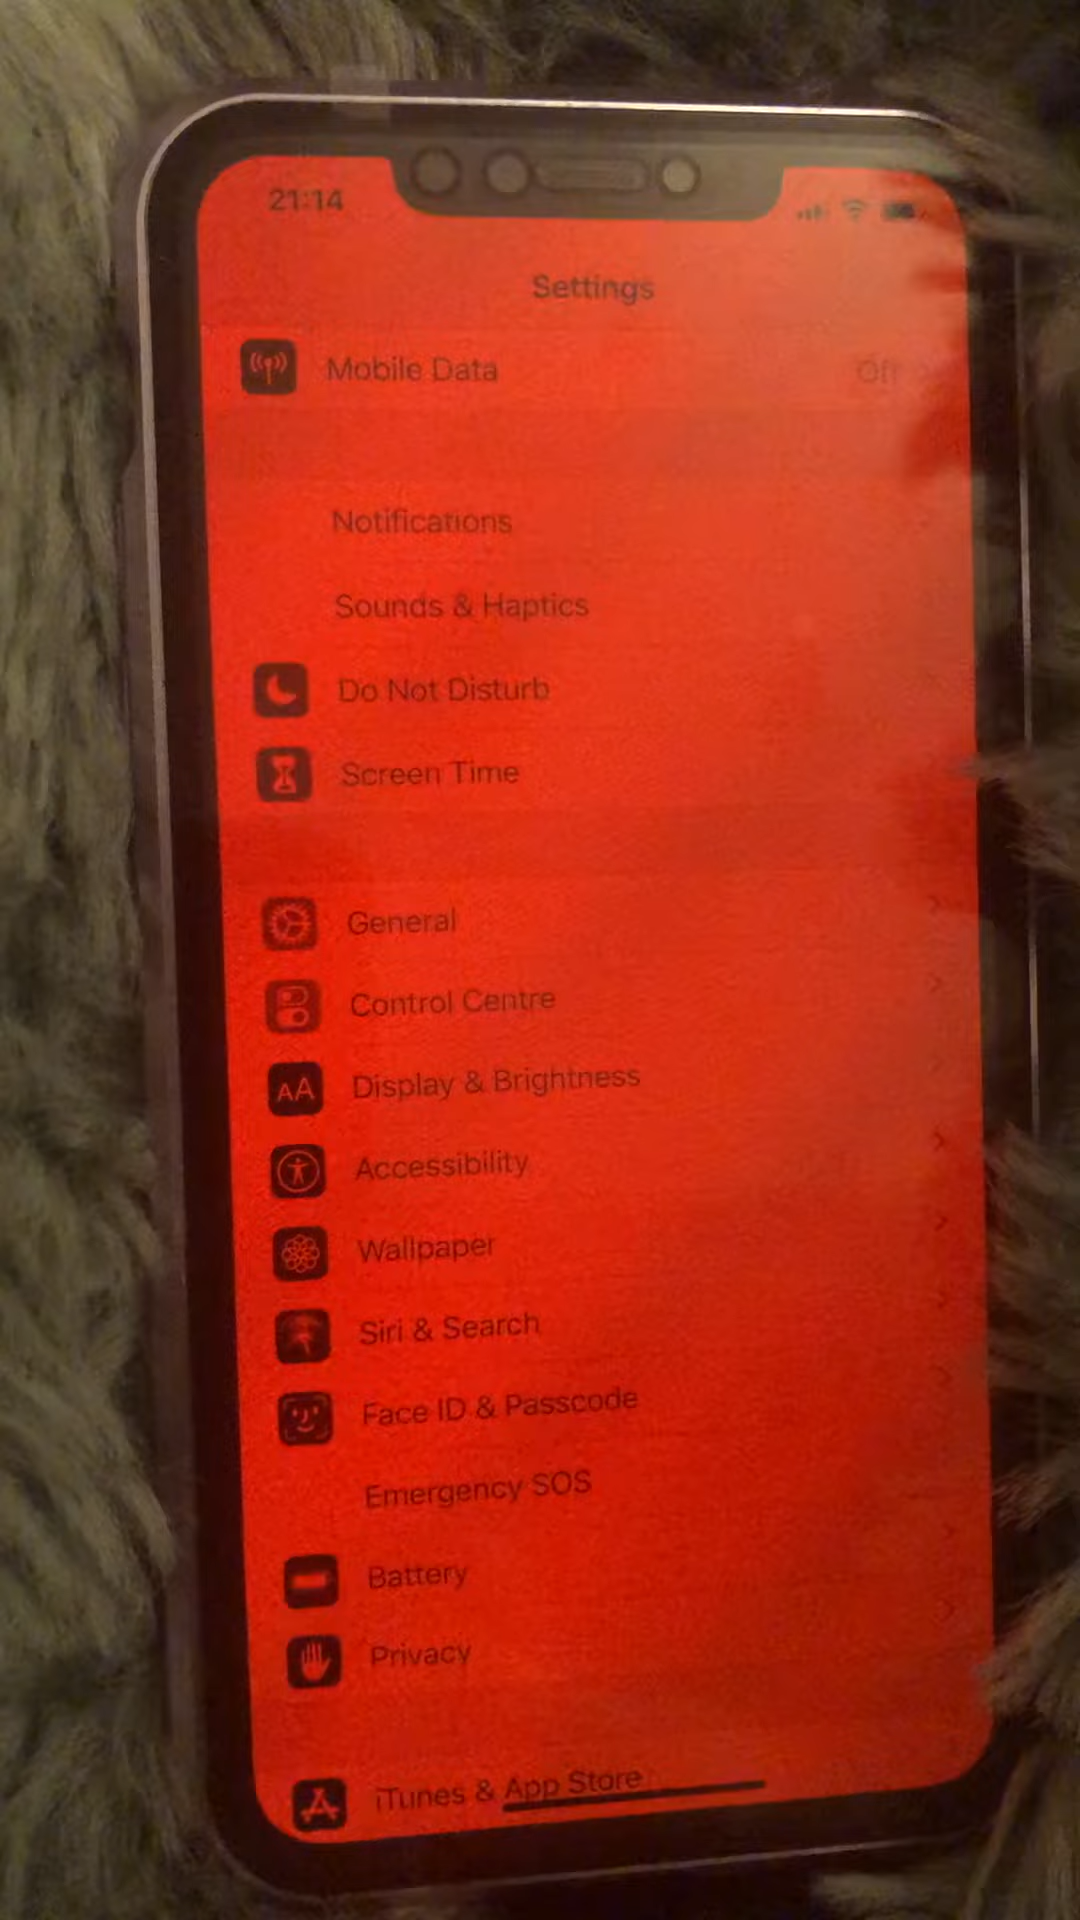 21:14
Settings
Mobile Data Off
Notifications
Sounds & Haptics
Do Not Disturb
Screen Time
General
Control Centre
AA Display & Brightness
Accessibility
Wallpaper
Siri & Search
Face ID & Passcode
Emergency SOS
Battery
Privacy
iTunes & App Store